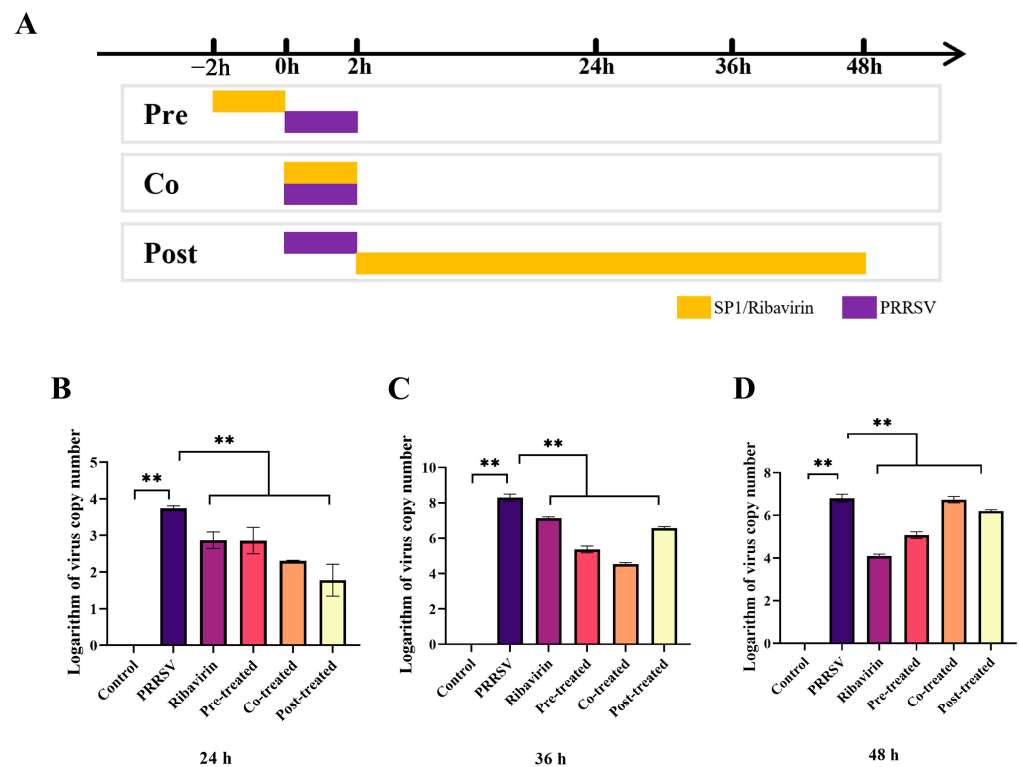 A
−2h 0h 2h 24h 36h 48h
Pre
Co
Post
SP1/Ribavirin PRRSV
B
Logarithm of virus copy number
5
4
3
2
1
0
**
**
Control PRRSV Ribavirin Pre-treated Co-treated Post-treated
24 h
C
Logarithm of virus copy number
10
8
6
4
2
0
**
**
Control PRRSV Ribavirin Pre-treated Co-treated Post-treated
36 h
D
Logarithm of virus copy number
8
6
4
2
0
**
**
Control PRRSV Ribavirin Pre-treated Co-treated Post-treated
48 h